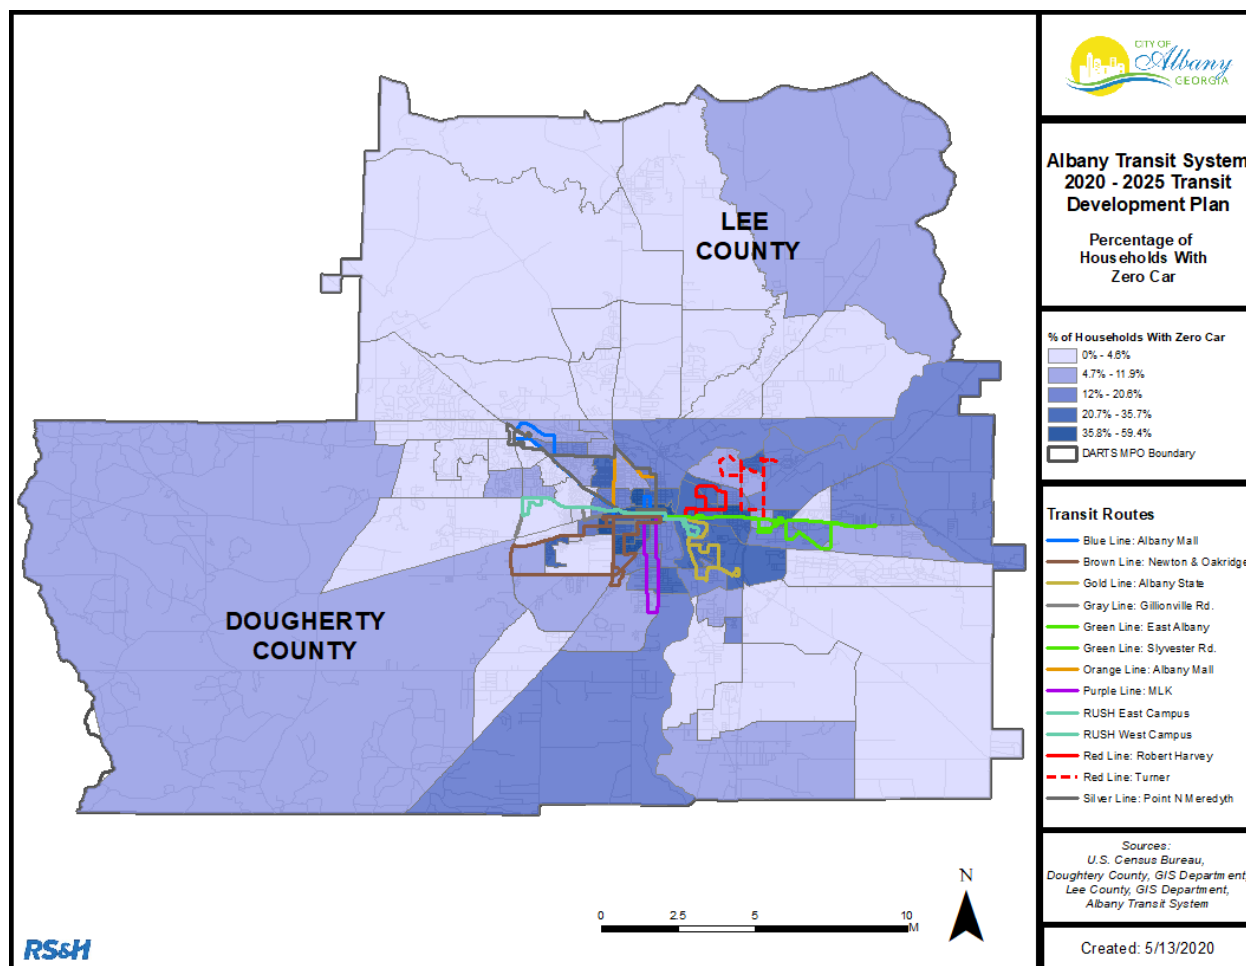 CITY OF
Albany
GEORGIA
Albany Transit System
2020 - 2025 Transit
Development Plan
Percentage of
Households With
Zero Car
% of Households With Zero Car
0% - 4.6%
4.7% - 11.9%
12% - 20.6%
20.7% - 35.7%
35.8% - 59.4%
DARTS MPO Boundary
Transit Routes
Blue Line: Albany Mall
Brown Line: Newton & Oakridge
Gold Line: Albany State
Gray Line: Gillionville Rd.
Green Line: East Albany
Green Line: Slyvester Rd.
Orange Line: Albany Mall
Purple Line: MLK
RUSH East Campus
RUSH West Campus
Red Line: Robert Harvey
Red Line: Turner
Silver Line: Point N Meredyth
Sources:
U.S. Census Bureau,
Doughtery County, GIS Department,
Lee County, GIS Department,
Albany Transit System
Created: 5/13/2020
LEE
COUNTY
DOUGHERTY
COUNTY
N
0 2.5 5 10
M
RS&H